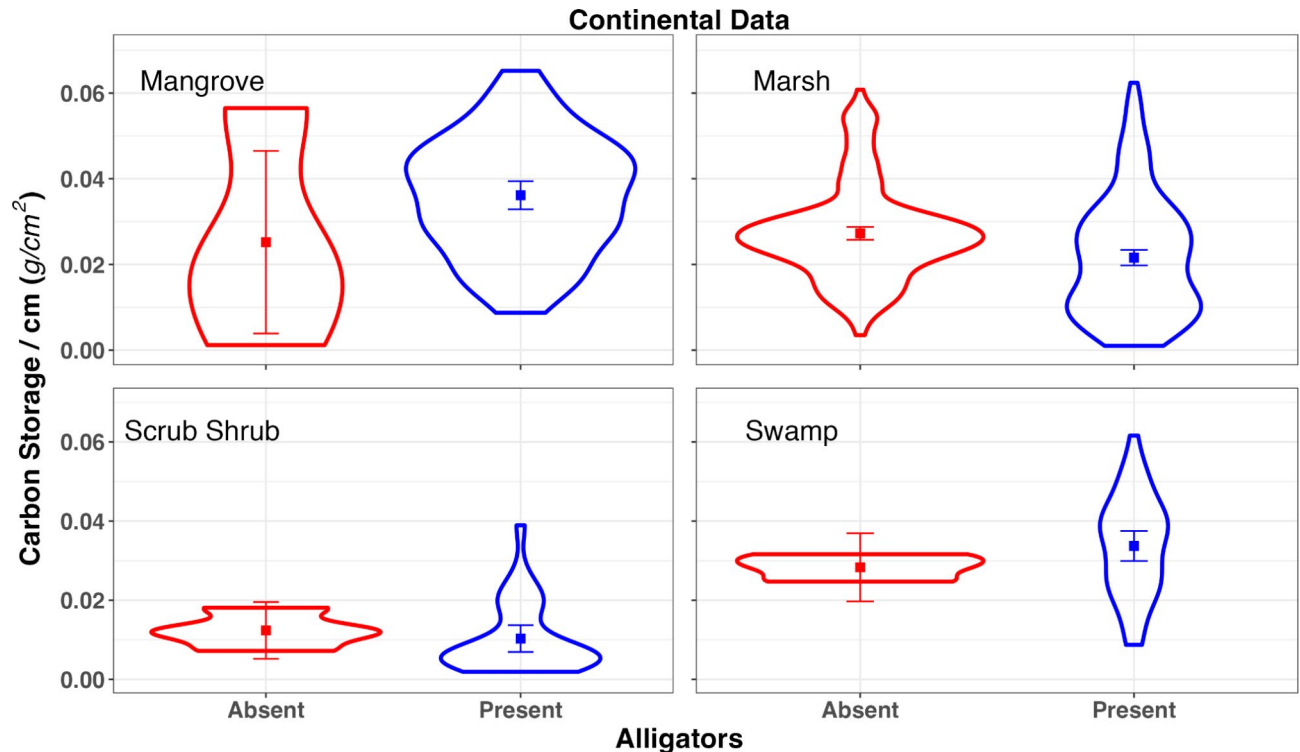 Continental Data
Mangrove
Marsh
0.06
0.04
0.02
0.00
Scrub Shrub
Swamp
0.06
0.04
0.02
0.00
Carbon Storage / cm (g/cm²)
Absent
Present
Absent
Present
Alligators